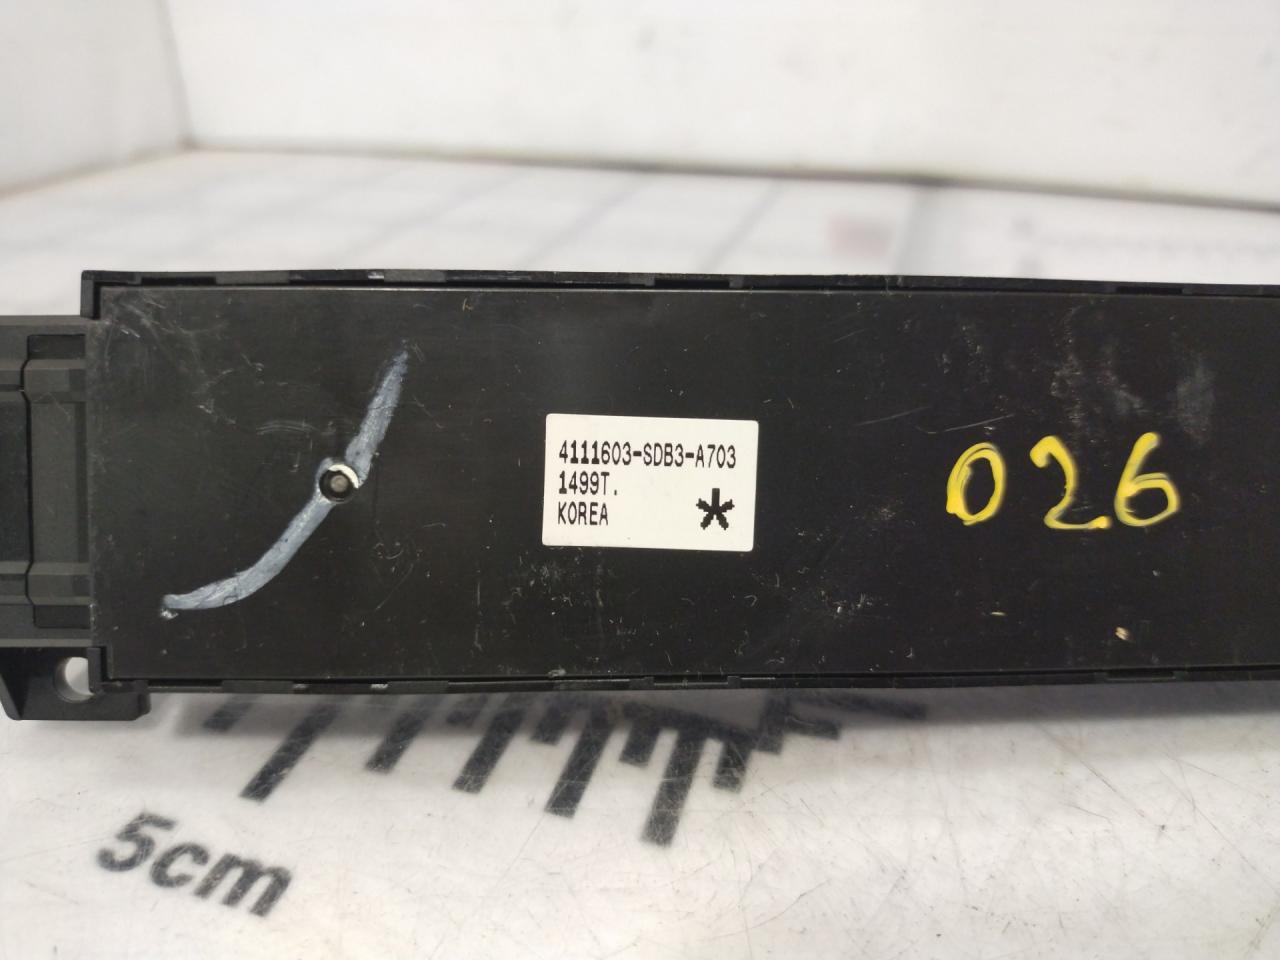 4111603-SDB3-A703
1499T.
KOREA *
026
5cm